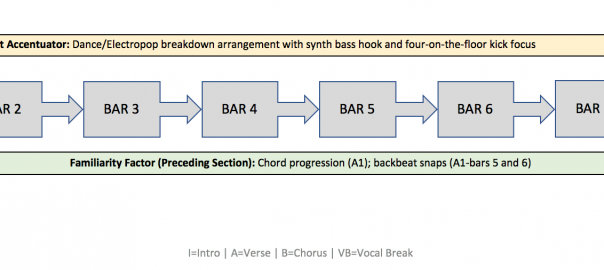 t Accentuator: Dance/Electropop breakdown arrangement with synth bass hook and four-on-the-floor kick focus
AR 2 BAR 3 BAR 4 BAR 5 BAR 6 BAR
Familiarity Factor (Preceding Section): Chord progression (A1); backbeat snaps (A1-bars 5 and 6)
I=Intro | A=Verse | B=Chorus | VB=Vocal Break